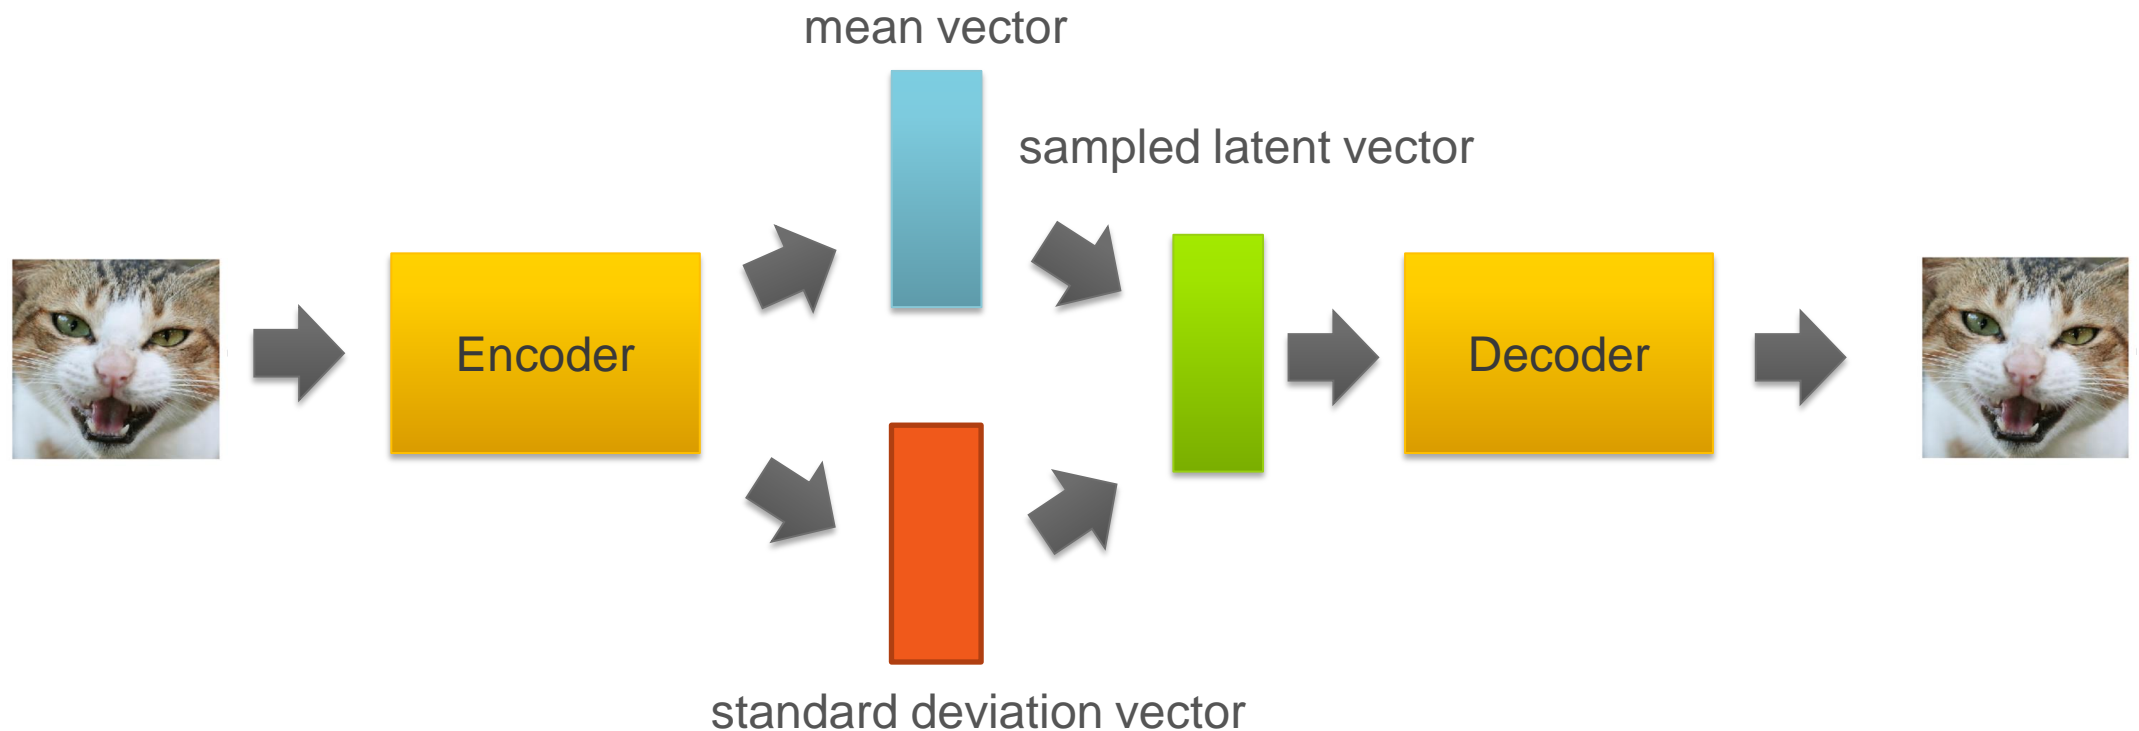 mean vector
sampled latent vector
Encoder
Decoder
standard deviation vector